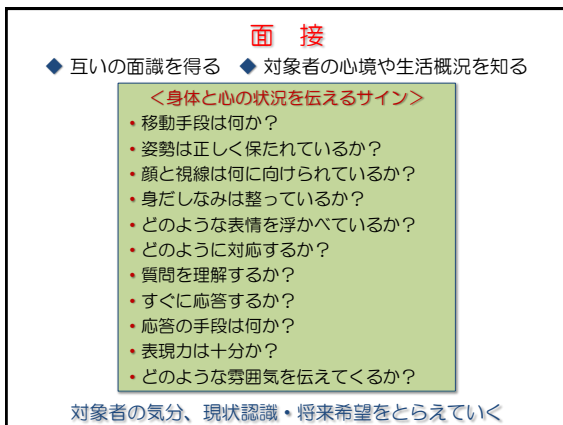 面 接
◆ 互いの面識を得る ◆ 対象者の心境や生活概況を知る
＜身体と心の状況を伝えるサイン＞
• 移動手段は何か？
• 姿勢は正しく保たれているか？
• 顔と視線は何に向けられているか？
• 身だしなみは整っているか？
• どのような表情を浮かべているか？
• どのように対応するか？
• 質問を理解するか？
• すぐに応答するか？
• 応答の手段は何か？
• 表現力は十分か？
• どのような雰囲気を伝えてくるか？
対象者の気分、現状認識・将来希望をとらえていく